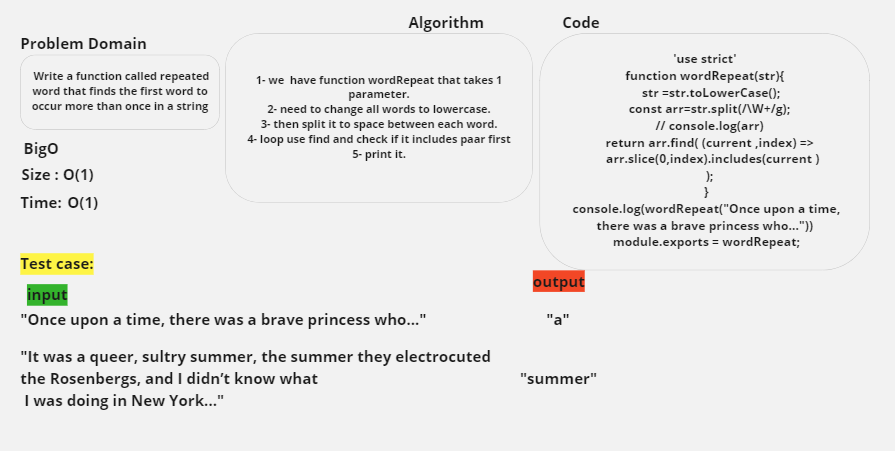 Problem Domain
Write a function called repeated
word that finds the first word to
occur more than once in a string
BigO
Size : O(1)
Time: O(1)
Algorithm
1- we have function wordRepeat that takes 1
parameter.
2- need to change all words to lowercase.
3- then split it to space between each word.
4- loop use find and check if it includes paar first
5- print it.
Code
'use strict'
function wordRepeat(str){
str =str.toLowerCase();
const arr=str.split(/\W+/g);
// console.log(arr)
return arr.find( (current ,index) =>
arr.slice(0,index).includes(current )
);
}
console.log(wordRepeat("Once upon a time,
there was a brave princess who..."))
module.exports = wordRepeat;
Test case:
input
output
"Once upon a time, there was a brave princess who..."
"a"
"It was a queer, sultry summer, the summer they electrocuted
the Rosenbergs, and I didn’t know what
I was doing in New York..."
"summer"